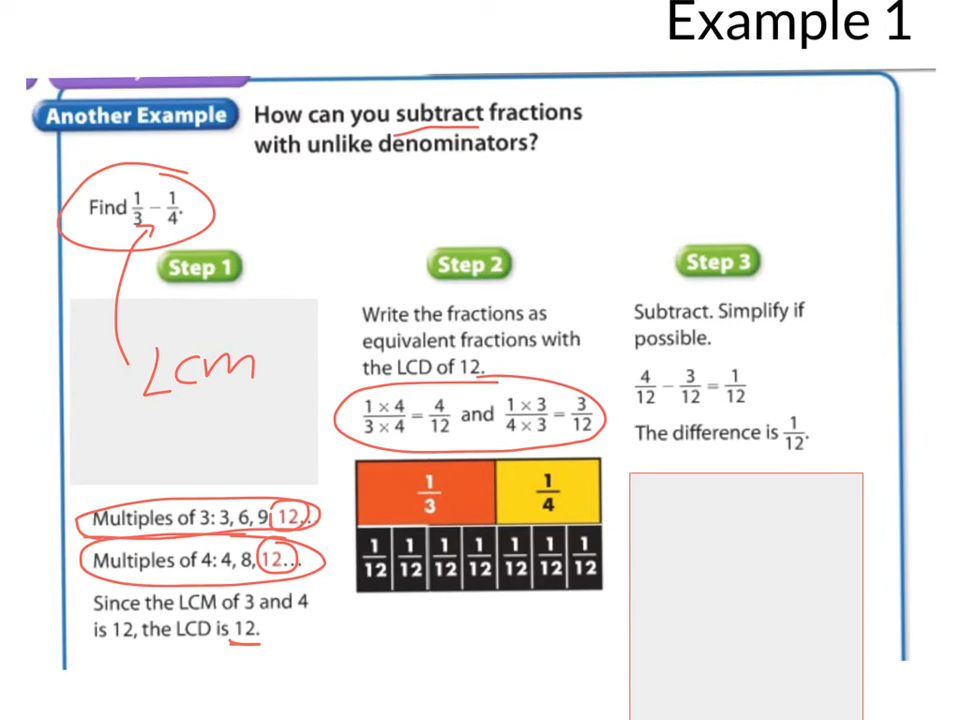 Example 1
Another Example
How can you subtract fractions
with unlike denominators?
Find 1/3 − 1/4.
Step 1
LCM
Multiples of 3: 3, 6, 9, 12,..
Multiples of 4: 4, 8, 12...
Since the LCM of 3 and 4
is 12, the LCD is 12.
Step 2
Write the fractions as
equivalent fractions with
the LCD of 12.
1 × 4/3 × 4 = 4/12 and 1 × 3/4 × 3 = 3/12
1/3 1/4
1/12 1/12 1/12 1/12 1/12 1/12 1/12
Step 3
Subtract. Simplify if
possible.
4/12 − 3/12 = 1/12
The difference is 1/12.